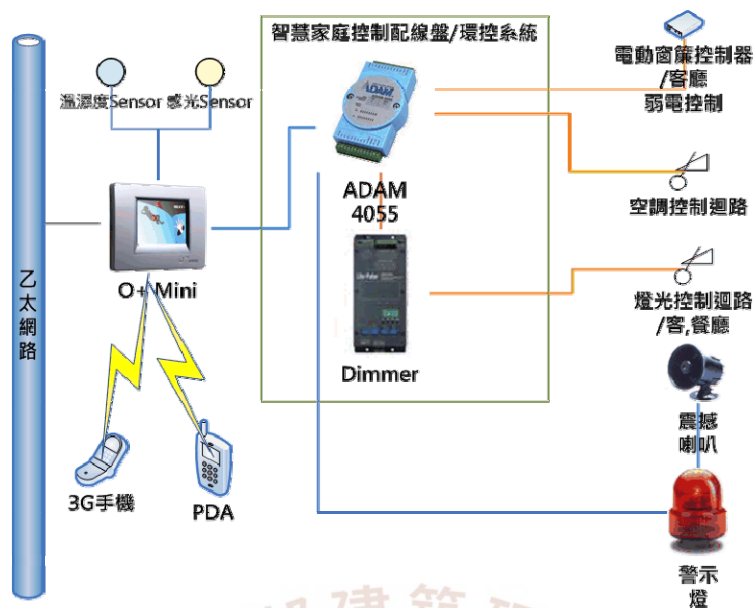 智慧家庭控制配線盤/環控系統
電動窗簾控制器
/客廳
弱電控制
溫濕度Sensor
感光Sensor
ADAM
ADAM
4055
空調控制迴路
O+ Mini
乙太網路
燈光控制迴路
/客,餐廳
Dimmer
震撼
喇叭
3G手機
PDA
警示
燈
建築